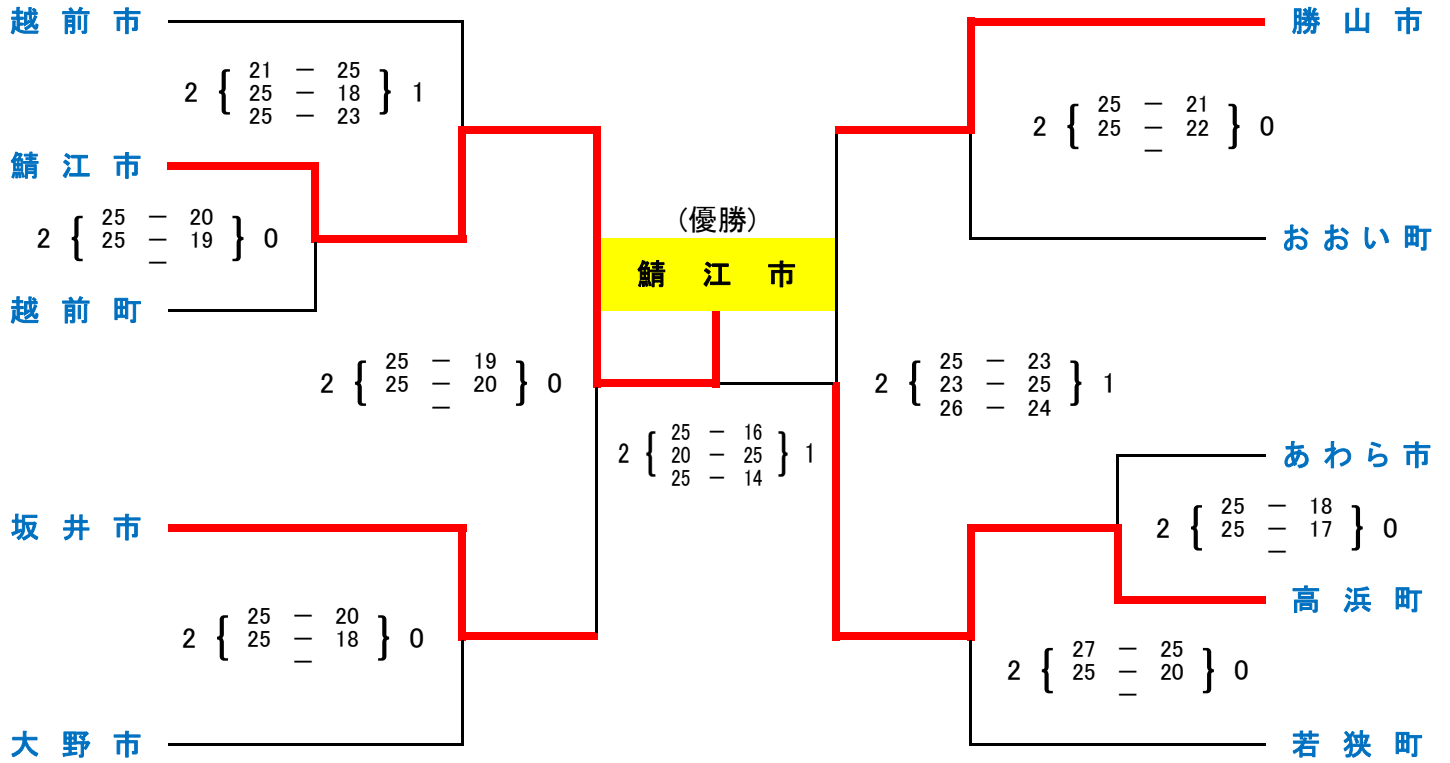 越前市
21 — 25
2 { 25 — 18 } 1
25 — 23
鯖江市
25 — 20
2 { 25 — 19 } 0
—
越前町
25 — 19
2 { 25 — 20 } 0
—
坂井市
25 — 20
2 { 25 — 18 } 0
—
大野市
(優勝)
鯖江市
25 — 16
2 { 20 — 25 } 1
25 — 14
勝山市
25 — 21
2 { 25 — 22 } 0
—
おおい町
25 — 23
2 { 23 — 25 } 1
26 — 24
あわら市
25 — 18
2 { 25 — 17 } 0
—
高浜町
27 — 25
2 { 25 — 20 } 0
—
若狭町